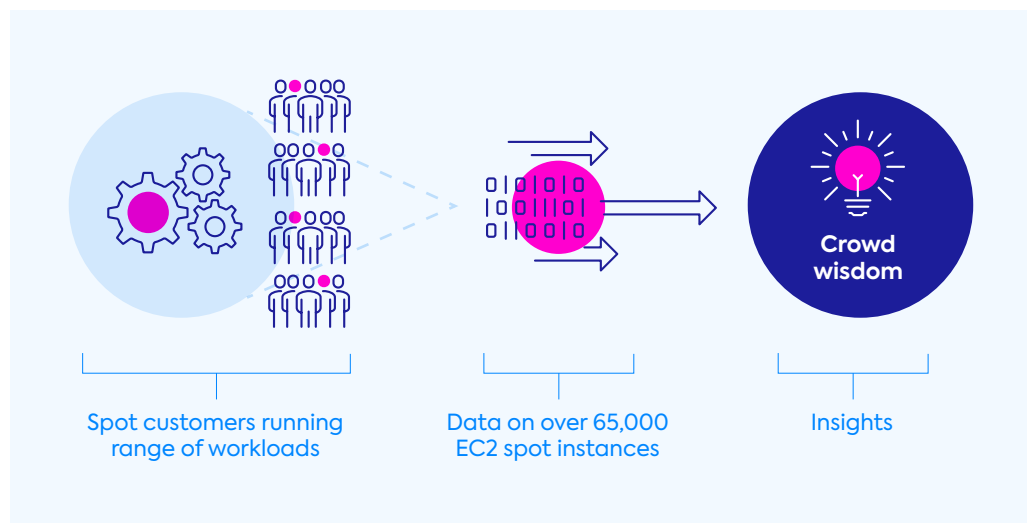 Crowd
wisdom
Spot customers running
range of workloads
Data on over 65,000
EC2 spot instances
Insights